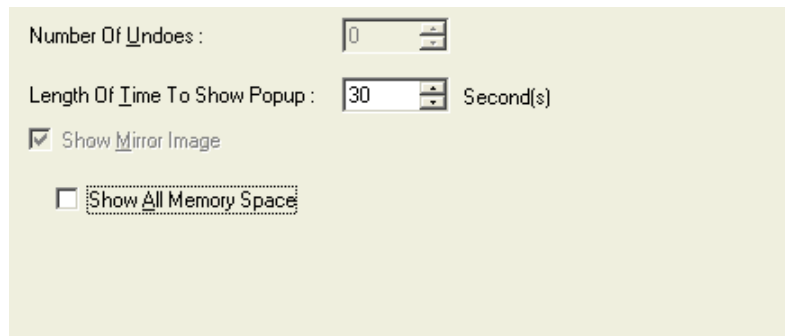 Number Of Undoes : 0
Length Of Time To Show Popup : 30 Second(s)
Show Mirror Image
Show All Memory Space